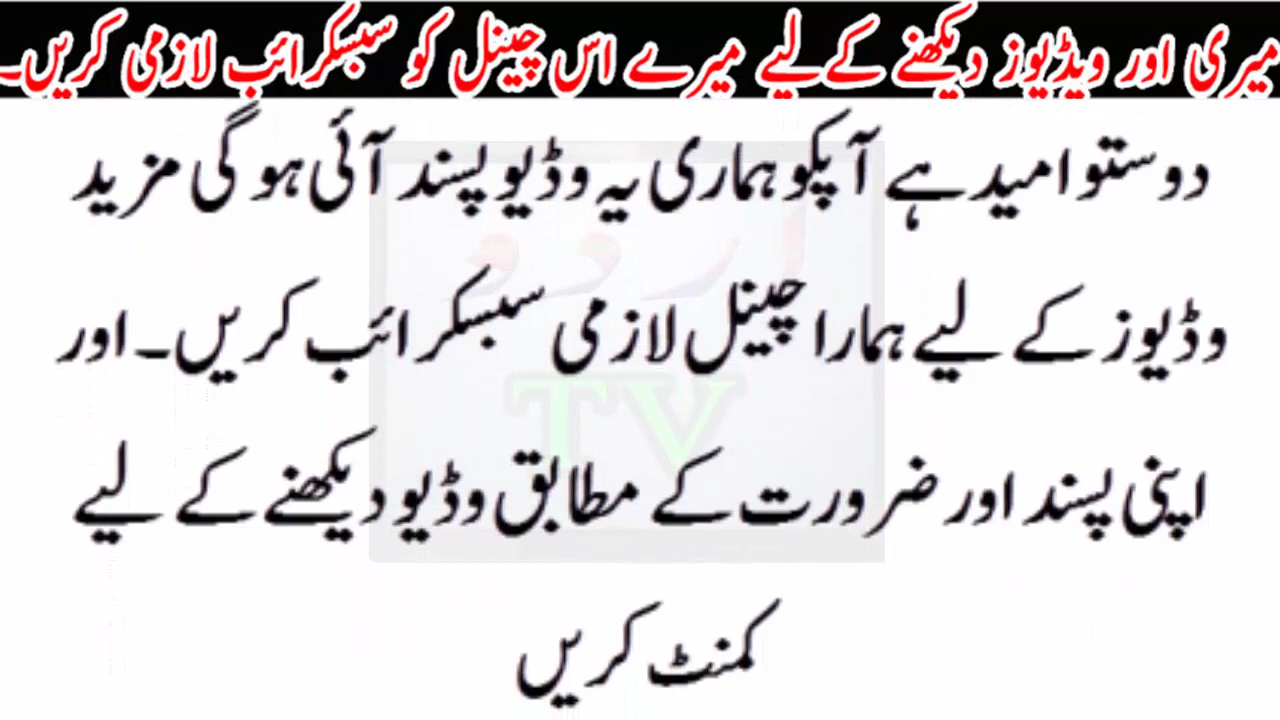 میری اور ویڈیوز دیکھنے کے لیے میرے اس چینل کو سبسکرائب لازمی کریں۔
دوستو امید ہے آپکو ہماری یہ وڈیو پسند آئی ہو گی مزید
وڈیوز کے لیے ہمارا چینل لازمی سبسکرائب کریں۔ اور
اپنی پسند اور ضرورت کے مطابق وڈیو دیکھنے کے لیے
کمنٹ کریں
اردو
TV